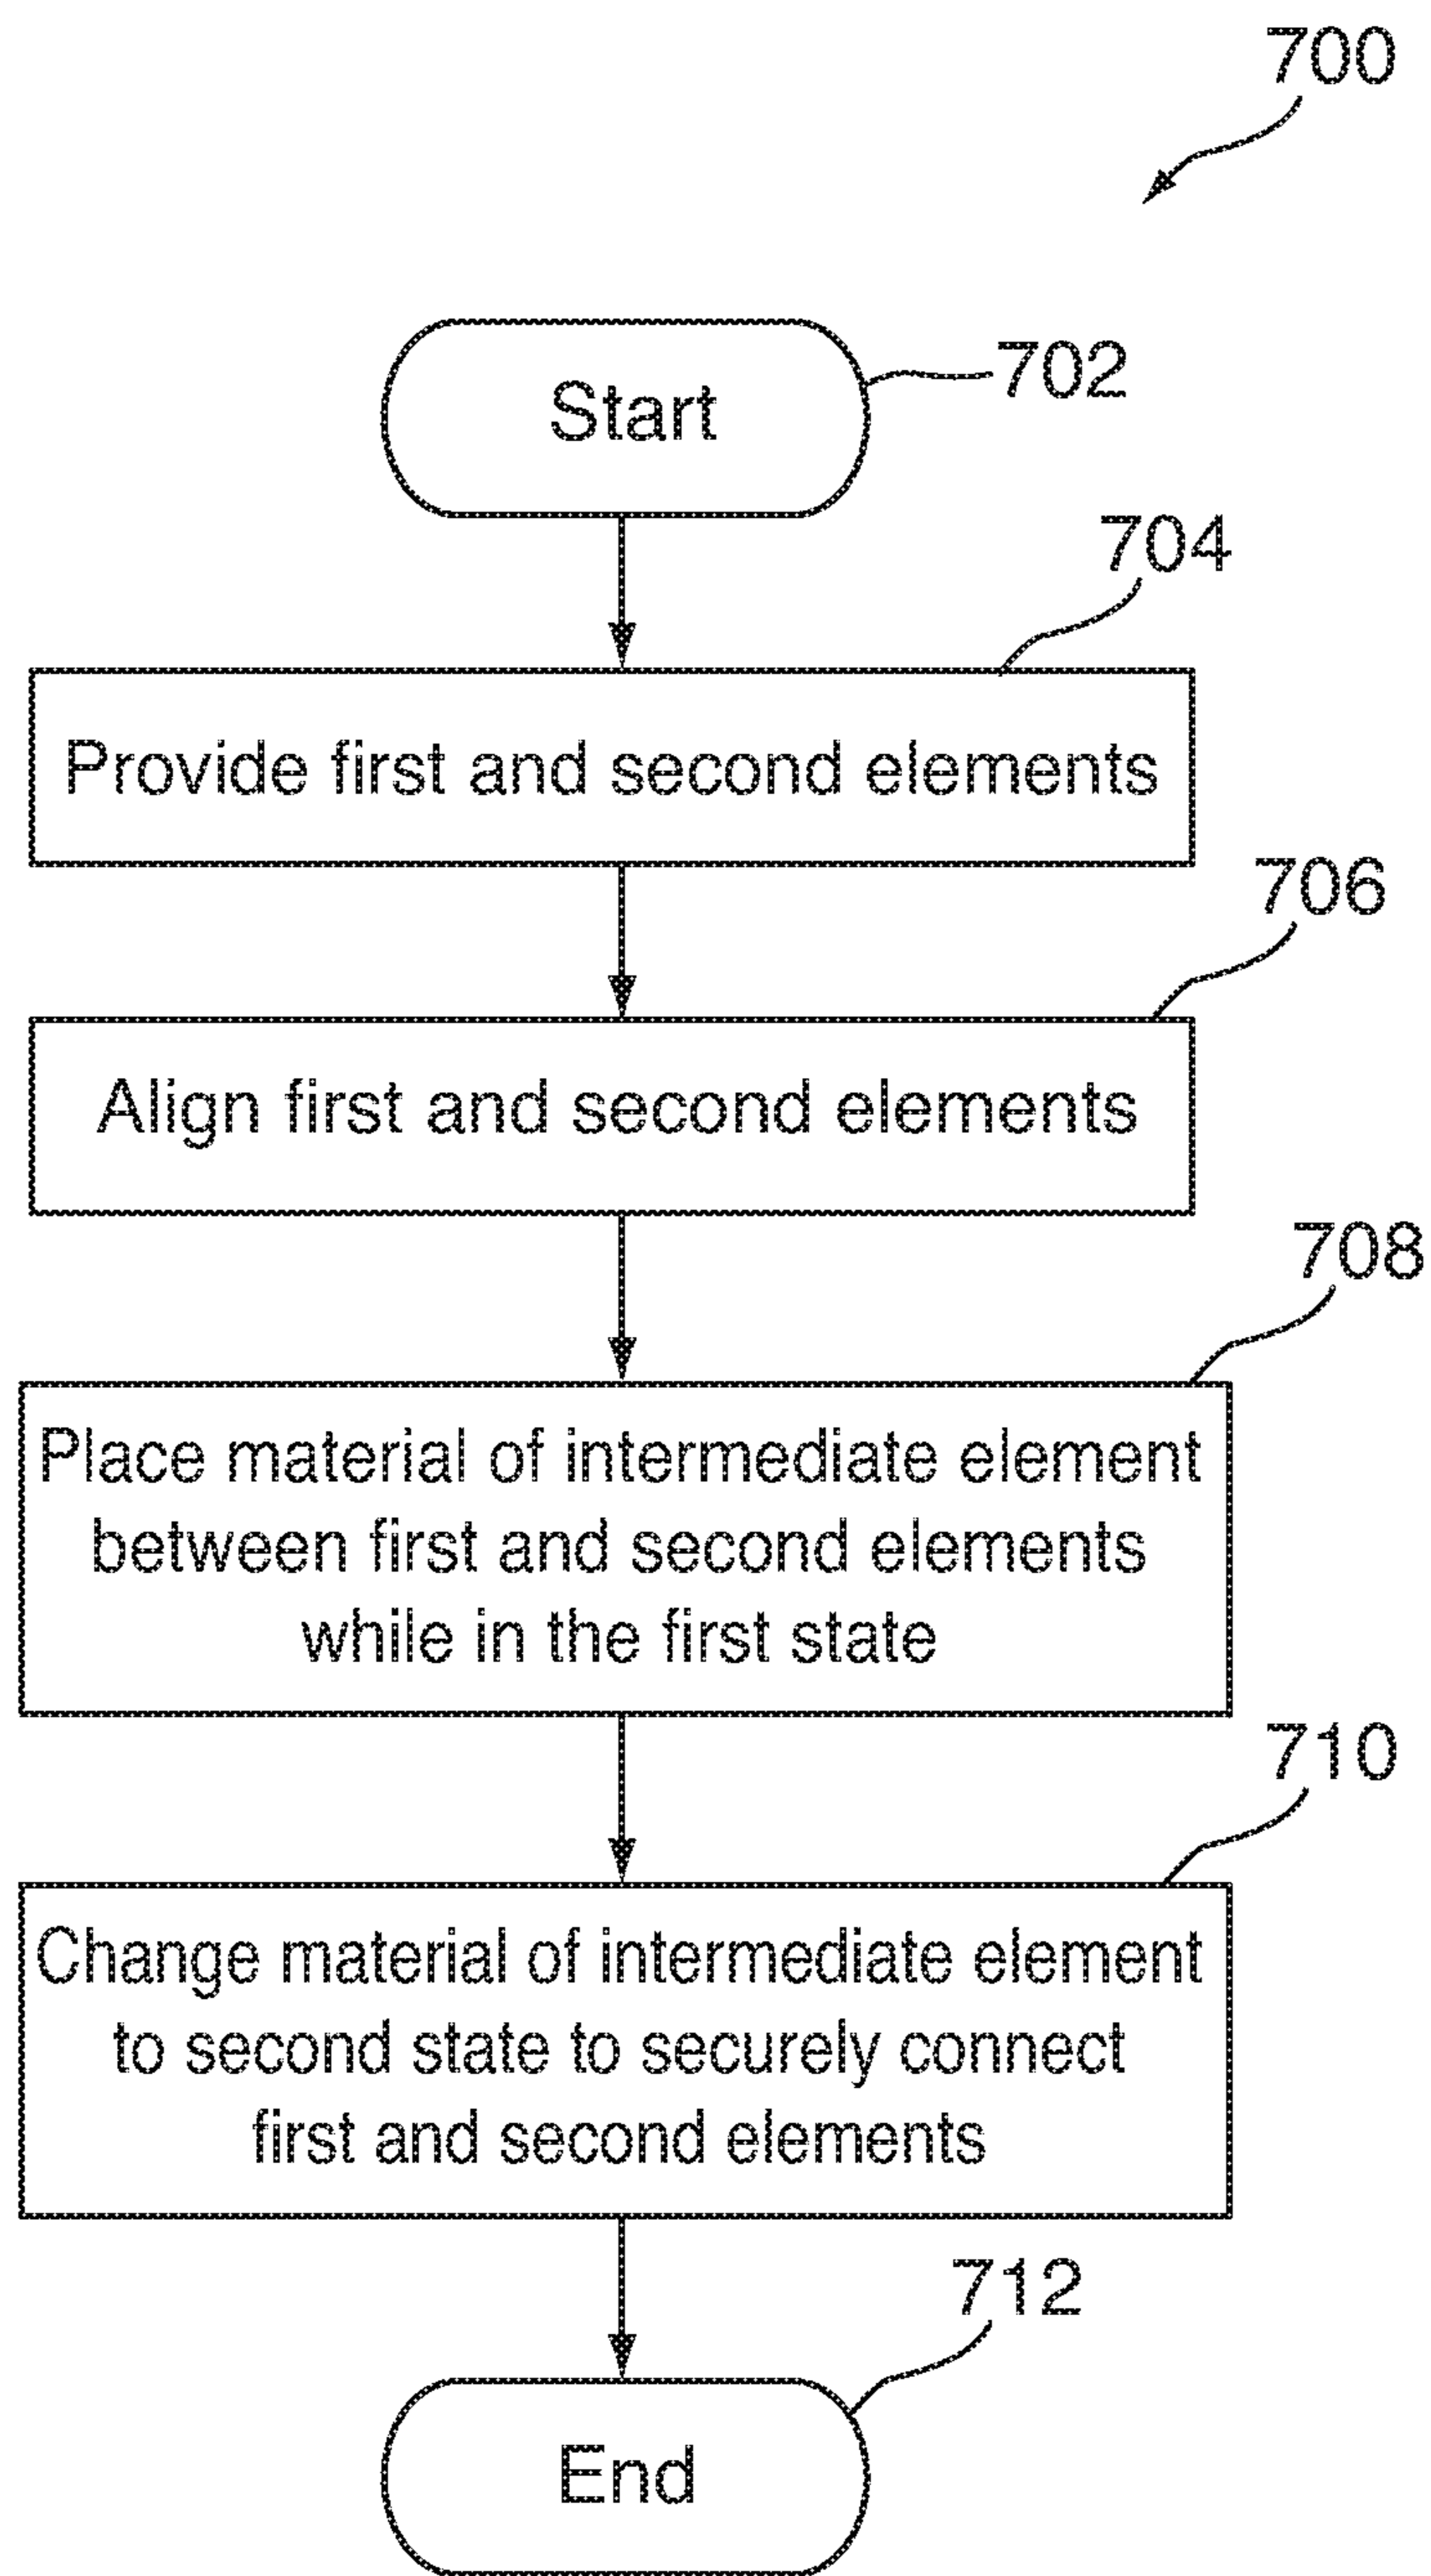 700
Start
702
704
Provide first and second elements
706
Align first and second elements
708
Place material of intermediate element
between first and second elements
while in the first state
710
Change material of intermediate element
to second state to securely connect
first and second elements
712
End